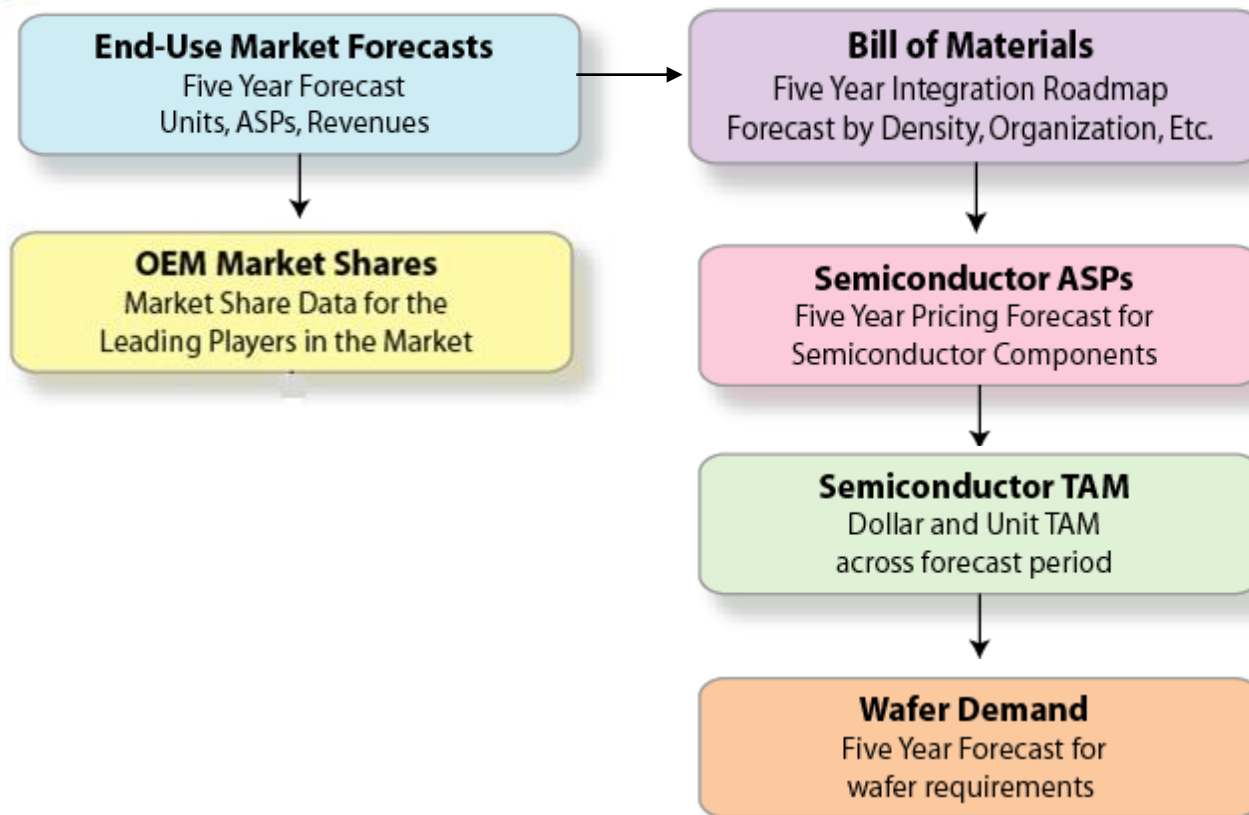 End-Use Market Forecasts
Five Year Forecast
Units, ASPs, Revenues
Bill of Materials
Five Year Integration Roadmap
Forecast by Density, Organization, Etc.
OEM Market Shares
Market Share Data for the
Leading Players in the Market
Semiconductor ASPs
Five Year Pricing Forecast for
Semiconductor Components
Semiconductor TAM
Dollar and Unit TAM
across forecast period
Wafer Demand
Five Year Forecast for
wafer requirements